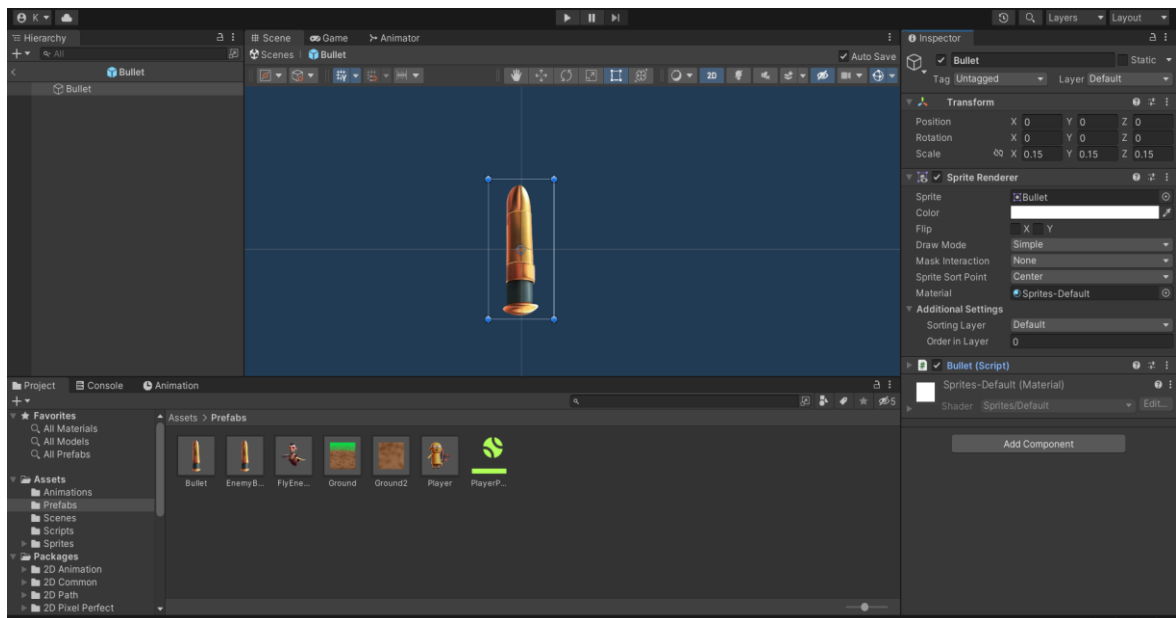 K
Layers
Layout
Hierarchy
All
Bullet
Bullet
Scene
Game
Animator
Scenes
Bullet
Auto Save
2D
Inspector
Bullet
Static
Tag Untagged
Layer Default
Transform
Position X 0 Y 0 Z 0
Rotation X 0 Y 0 Z 0
Scale X 0.15 Y 0.15 Z 0.15
Sprite Renderer
Sprite Bullet
Color
Flip X Y
Draw Mode Simple
Mask Interaction None
Sprite Sort Point Center
Material Sprites-Default
Additional Settings
Sorting Layer Default
Order in Layer 0
Bullet (Script)
Sprites-Default (Material)
Shader Sprites/Default Edit...
Add Component
Project
Console
Animation
5
Favorites
All Materials
All Models
All Prefabs
Assets
Animations
Prefabs
Scenes
Scripts
Sprites
Packages
2D Animation
2D Common
2D Path
2D Pixel Perfect
Assets > Prefabs
Bullet EnemyB... FlyEne... Ground Ground2 Player PlayerP...